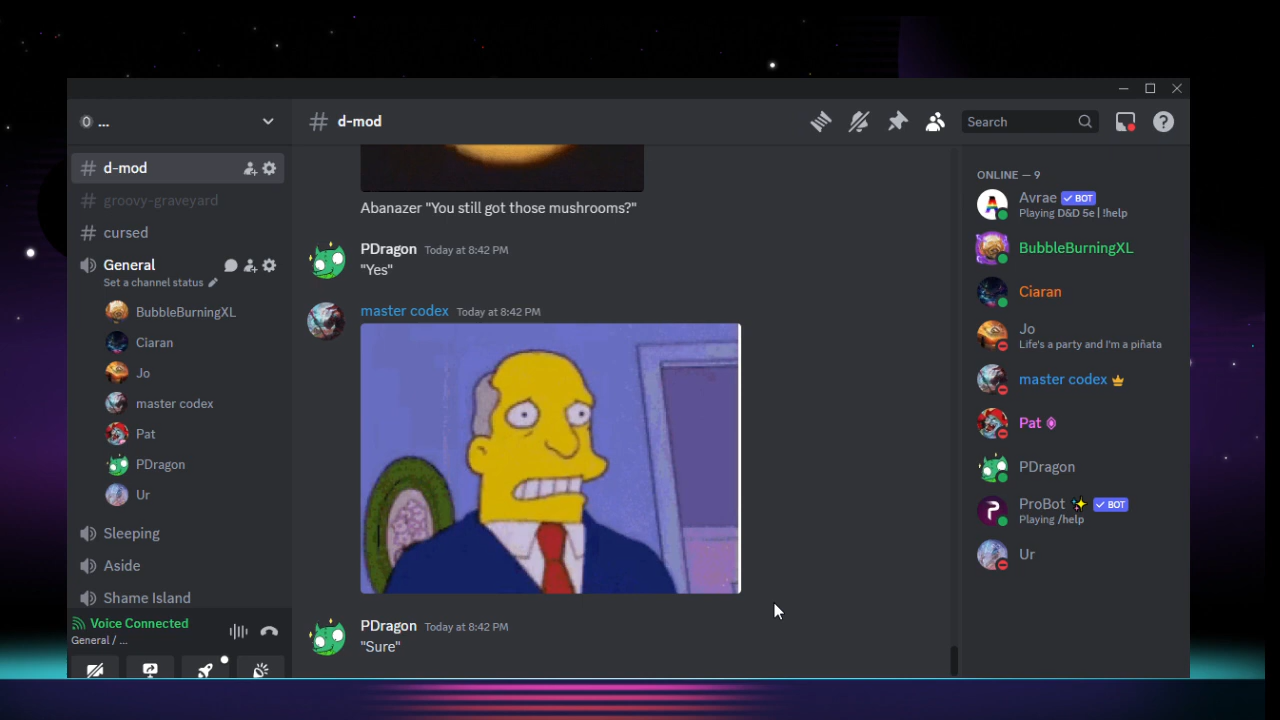 0 ...
d-mod
groovy-graveyard
cursed
General
Set a channel status
BubbleBurningXL
Ciaran
Jo
master codex
Pat
PDragon
Ur
Sleeping
Aside
Shame Island
Voice Connected
General / ...
d-mod
Search
Abanazer "You still got those mushrooms?"
PDragon Today at 8:42 PM
"Yes"
master codex Today at 8:42 PM
PDragon Today at 8:42 PM
"Sure"
ONLINE — 9
Avrae BOT
Playing D&D 5e | !help
BubbleBurningXL
Ciaran
Jo
Life's a party and I'm a piñata
master codex
Pat
PDragon
ProBot BOT
Playing /help
Ur